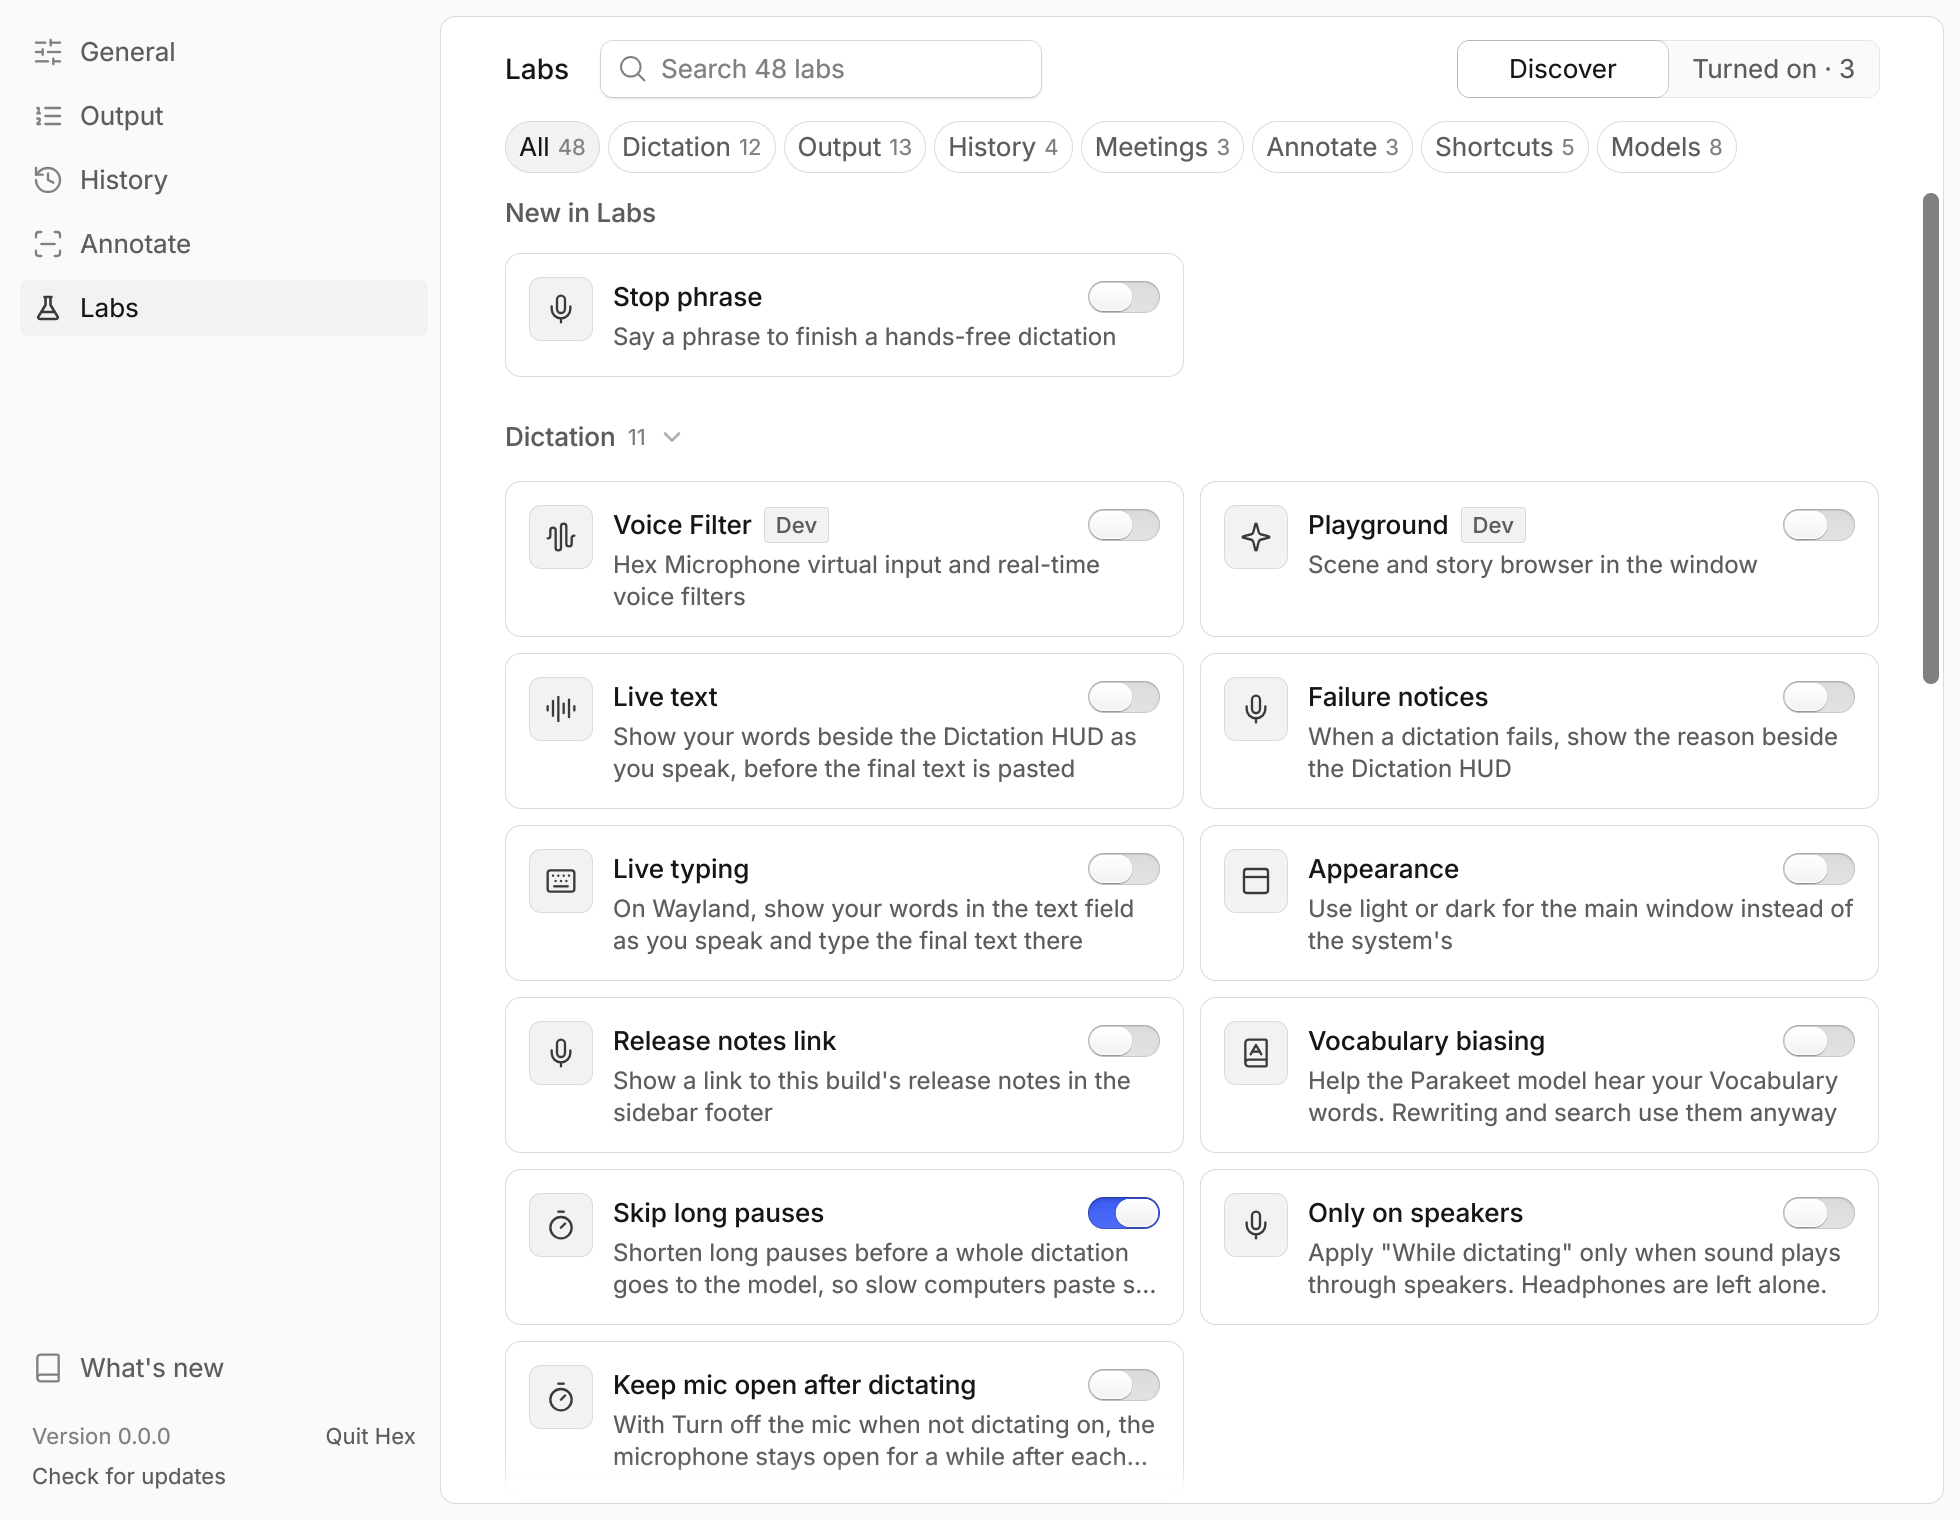 General
Output
History
Annotate
Labs
What's new
Version 0.0.0
Quit Hex
Check for updates
Labs
Search 48 labs
Discover
Turned on · 3
All 48
Dictation 12
Output 13
History 4
Meetings 3
Annotate 3
Shortcuts 5
Models 8
New in Labs
Stop phrase
Say a phrase to finish a hands-free dictation
Dictation 11
Voice Filter Dev
Hex Microphone virtual input and real-time
voice filters
Playground Dev
Scene and story browser in the window
Live text
Show your words beside the Dictation HUD as
you speak, before the final text is pasted
Failure notices
When a dictation fails, show the reason beside
the Dictation HUD
Live typing
On Wayland, show your words in the text field
as you speak and type the final text there
Appearance
Use light or dark for the main window instead of
the system's
Release notes link
Show a link to this build's release notes in the
sidebar footer
Vocabulary biasing
Help the Parakeet model hear your Vocabulary
words. Rewriting and search use them anyway
Skip long pauses
Shorten long pauses before a whole dictation
goes to the model, so slow computers paste s...
Only on speakers
Apply "While dictating" only when sound plays
through speakers. Headphones are left alone.
Keep mic open after dictating
With Turn off the mic when not dictating on, the
microphone stays open for a while after each...